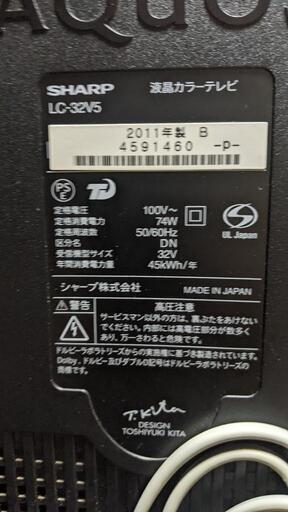 AQUOS
SHARP 液晶カラーテレビ
LC-32V5
2011年製 B
4591460 -p-
PS
E
定格電圧 100V～
定格消費電力 74W
定格周波数 50/60Hz
区分名 DN
受信機型サイズ 32V
年間消費電力量 45kWh/年
UL Japan
シャープ株式会社 MADE IN JAPAN
警告 高圧注意
サービスマン以外の方は、裏ぶたをあけないで
ください。内部には高電圧部分が数多く
あり、万一さわると危険です。
ドルビーラボラトリーズからの実施権に基づき製造されています。
Dolby、ドルビー及びダブルD記号はドルビーラボラトリーズ
の商標です。
T. Kita
DESIGN
TOSHIYUKI KITA